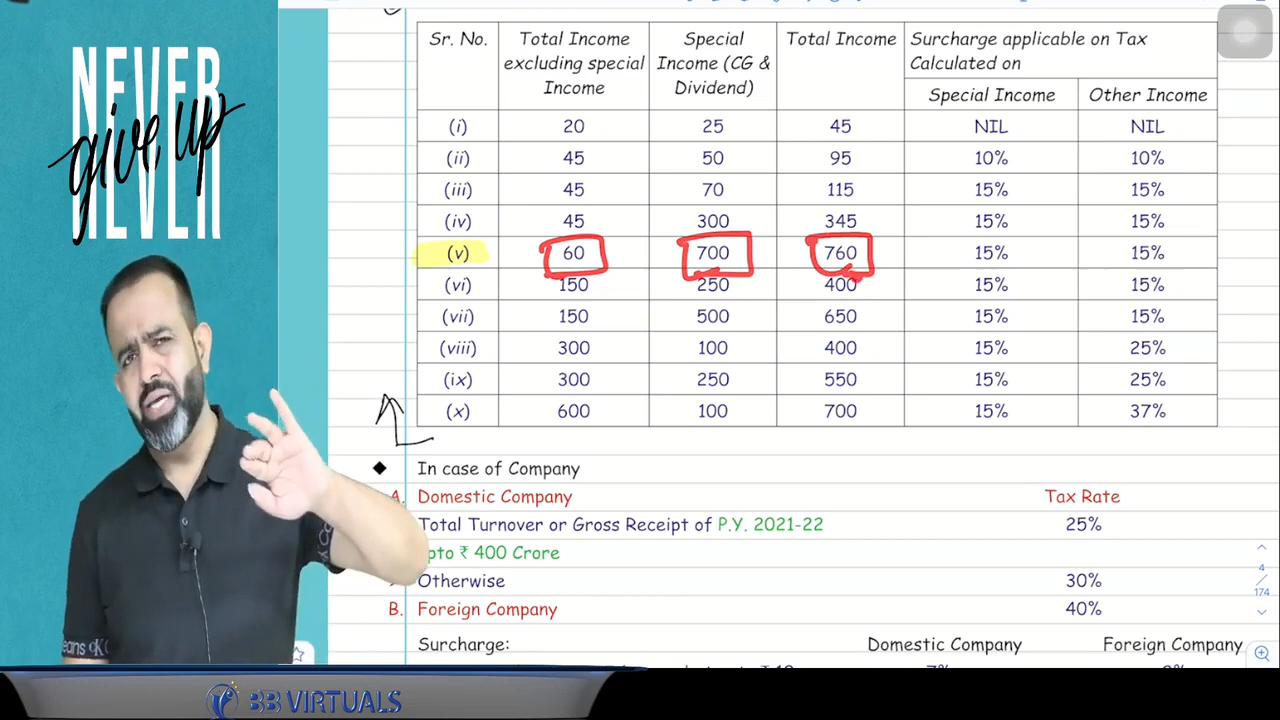 NEVER
give up
NEVER
Sr. No. | Total Income excluding special Income | Special Income (CG & Dividend) | Total Income | Surcharge applicable on Tax Calculated on
Special Income | Other Income
(i) 20 25 45 NIL NIL
(ii) 45 50 95 10% 10%
(iii) 45 70 115 15% 15%
(iv) 45 300 345 15% 15%
(v) 60 700 760 15% 15%
(vi) 150 250 400 15% 15%
(vii) 150 500 650 15% 15%
(viii) 300 100 400 15% 25%
(ix) 300 250 550 15% 25%
(x) 600 100 700 15% 37%
◆ In case of Company
A. Domestic Company Tax Rate
Total Turnover or Gross Receipt of P.Y. 2021-22 25%
pto ₹ 400 Crore
Otherwise 30%
B. Foreign Company 40%
Surcharge: Domestic Company Foreign Company
4
/
174
eans CK
BB VIRTUALS